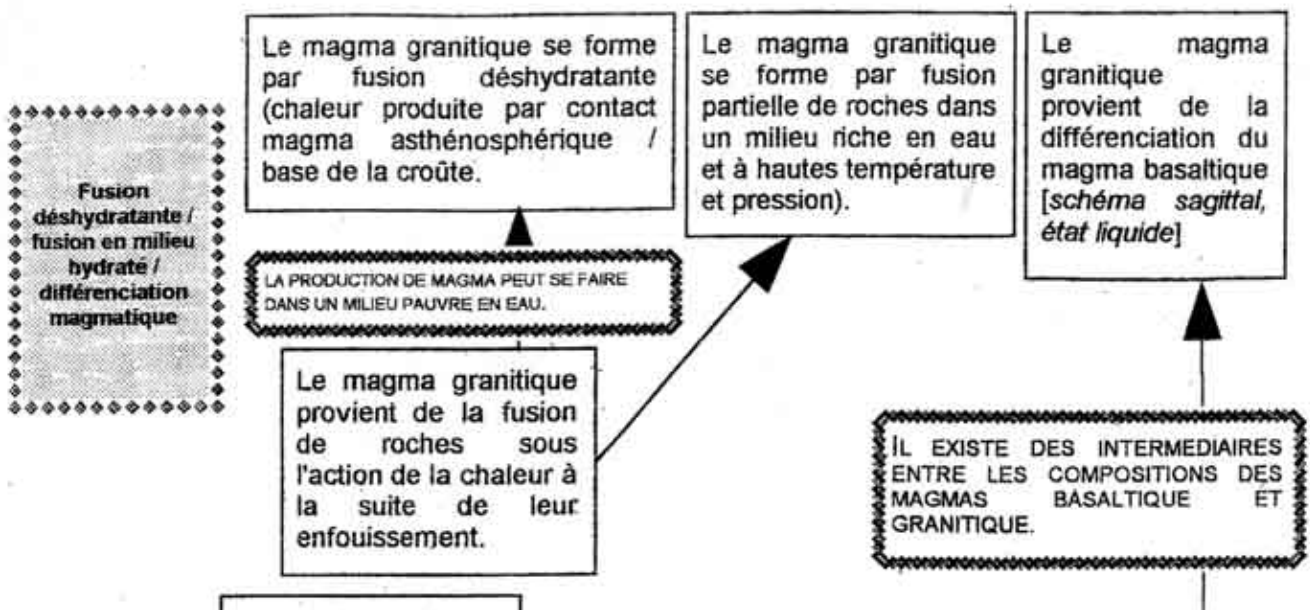 Fusion
déshydratante /
fusion en milieu
hydraté /
différenciation
magmatique
Le magma granitique se forme
par fusion déshydratante
(chaleur produite par contact
magma asthénosphérique /
base de la croûte.
Le magma granitique
se forme par fusion
partielle de roches dans
un milieu riche en eau
et à hautes température
et pression).
Le magma
granitique
provient de la
différenciation du
magma basaltique
[schéma sagittal,
état liquide]
LA PRODUCTION DE MAGMA PEUT SE FAIRE
DANS UN MILIEU PAUVRE EN EAU.
Le magma granitique
provient de la fusion
de roches sous
l'action de la chaleur à
la suite de leur
enfouissement.
IL EXISTE DES INTERMEDIAIRES
ENTRE LES COMPOSITIONS DES
MAGMAS BASALTIQUE ET
GRANITIQUE.